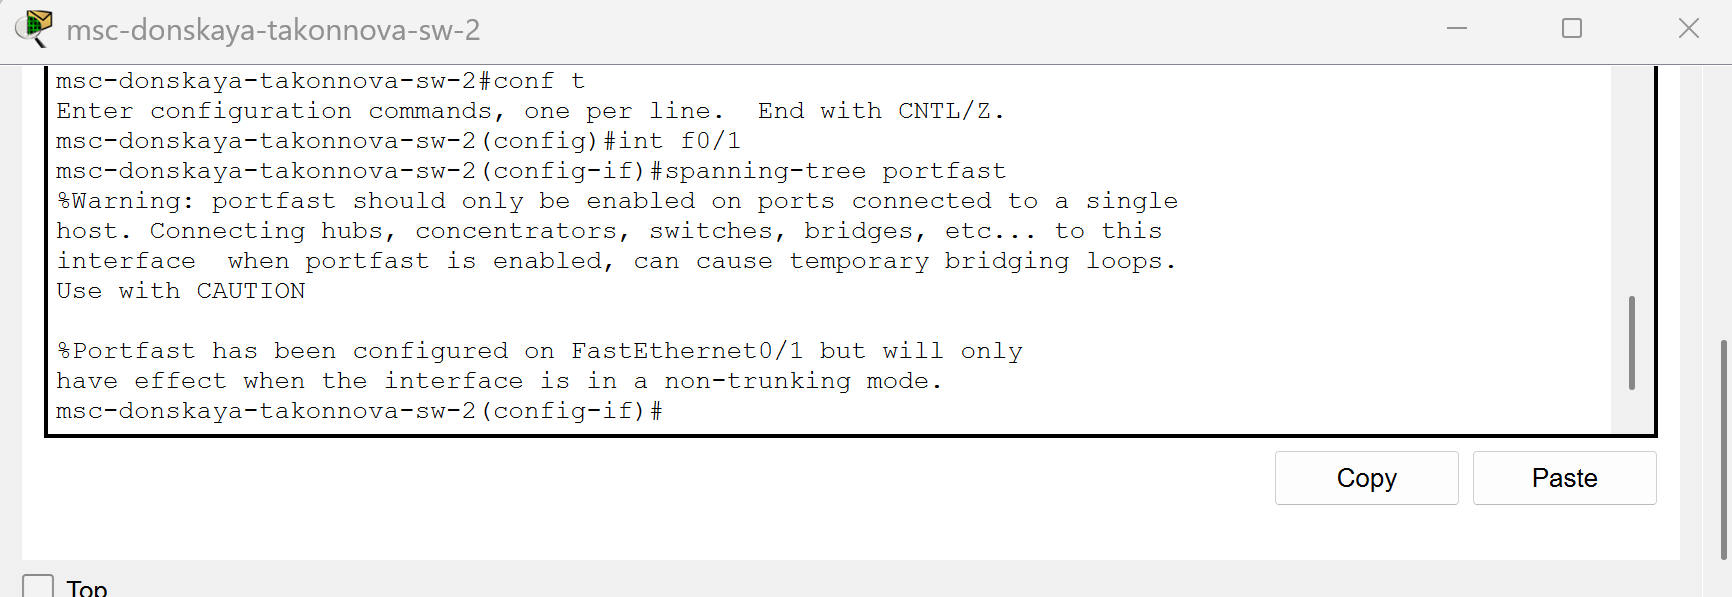 msc-donskaya-takonnova-sw-2
msc-donskaya-takonnova-sw-2#conf t
Enter configuration commands, one per line.  End with CNTL/Z.
msc-donskaya-takonnova-sw-2(config)#int f0/1
msc-donskaya-takonnova-sw-2(config-if)#spanning-tree portfast
%Warning: portfast should only be enabled on ports connected to a single
host. Connecting hubs, concentrators, switches, bridges, etc... to this
interface  when portfast is enabled, can cause temporary bridging loops.
Use with CAUTION
%Portfast has been configured on FastEthernet0/1 but will only
have effect when the interface is in a non-trunking mode.
msc-donskaya-takonnova-sw-2(config-if)#
Copy
Paste
Top